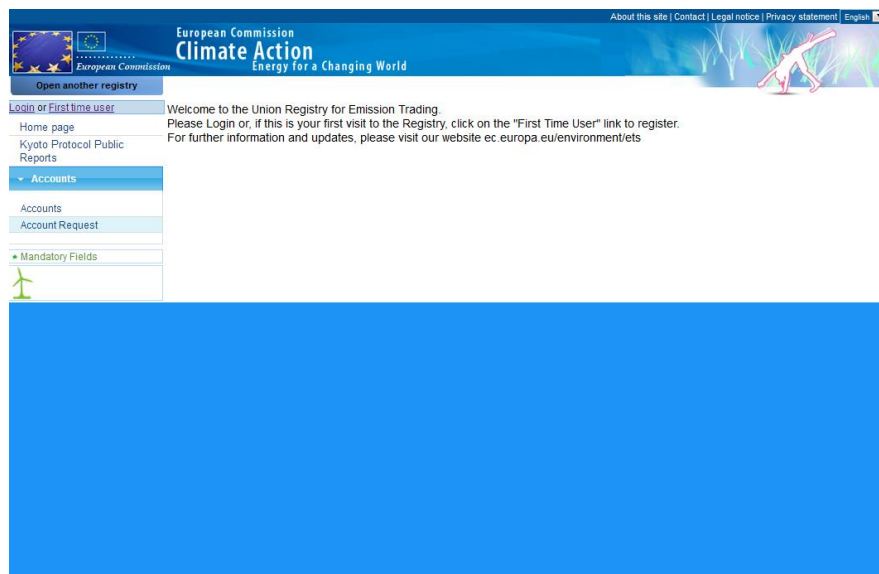 About this site | Contact | Legal notice | Privacy statement English
European Commission
European Commission
Climate Action
Energy for a Changing World
Open another registry
Login or First time user
Home page
Kyoto Protocol Public
Reports
Accounts
Accounts
Account Request
Mandatory Fields
Welcome to the Union Registry for Emission Trading.
Please Login or, if this is your first visit to the Registry, click on the "First Time User" link to register.
For further information and updates, please visit our website ec.europa.eu/environment/ets